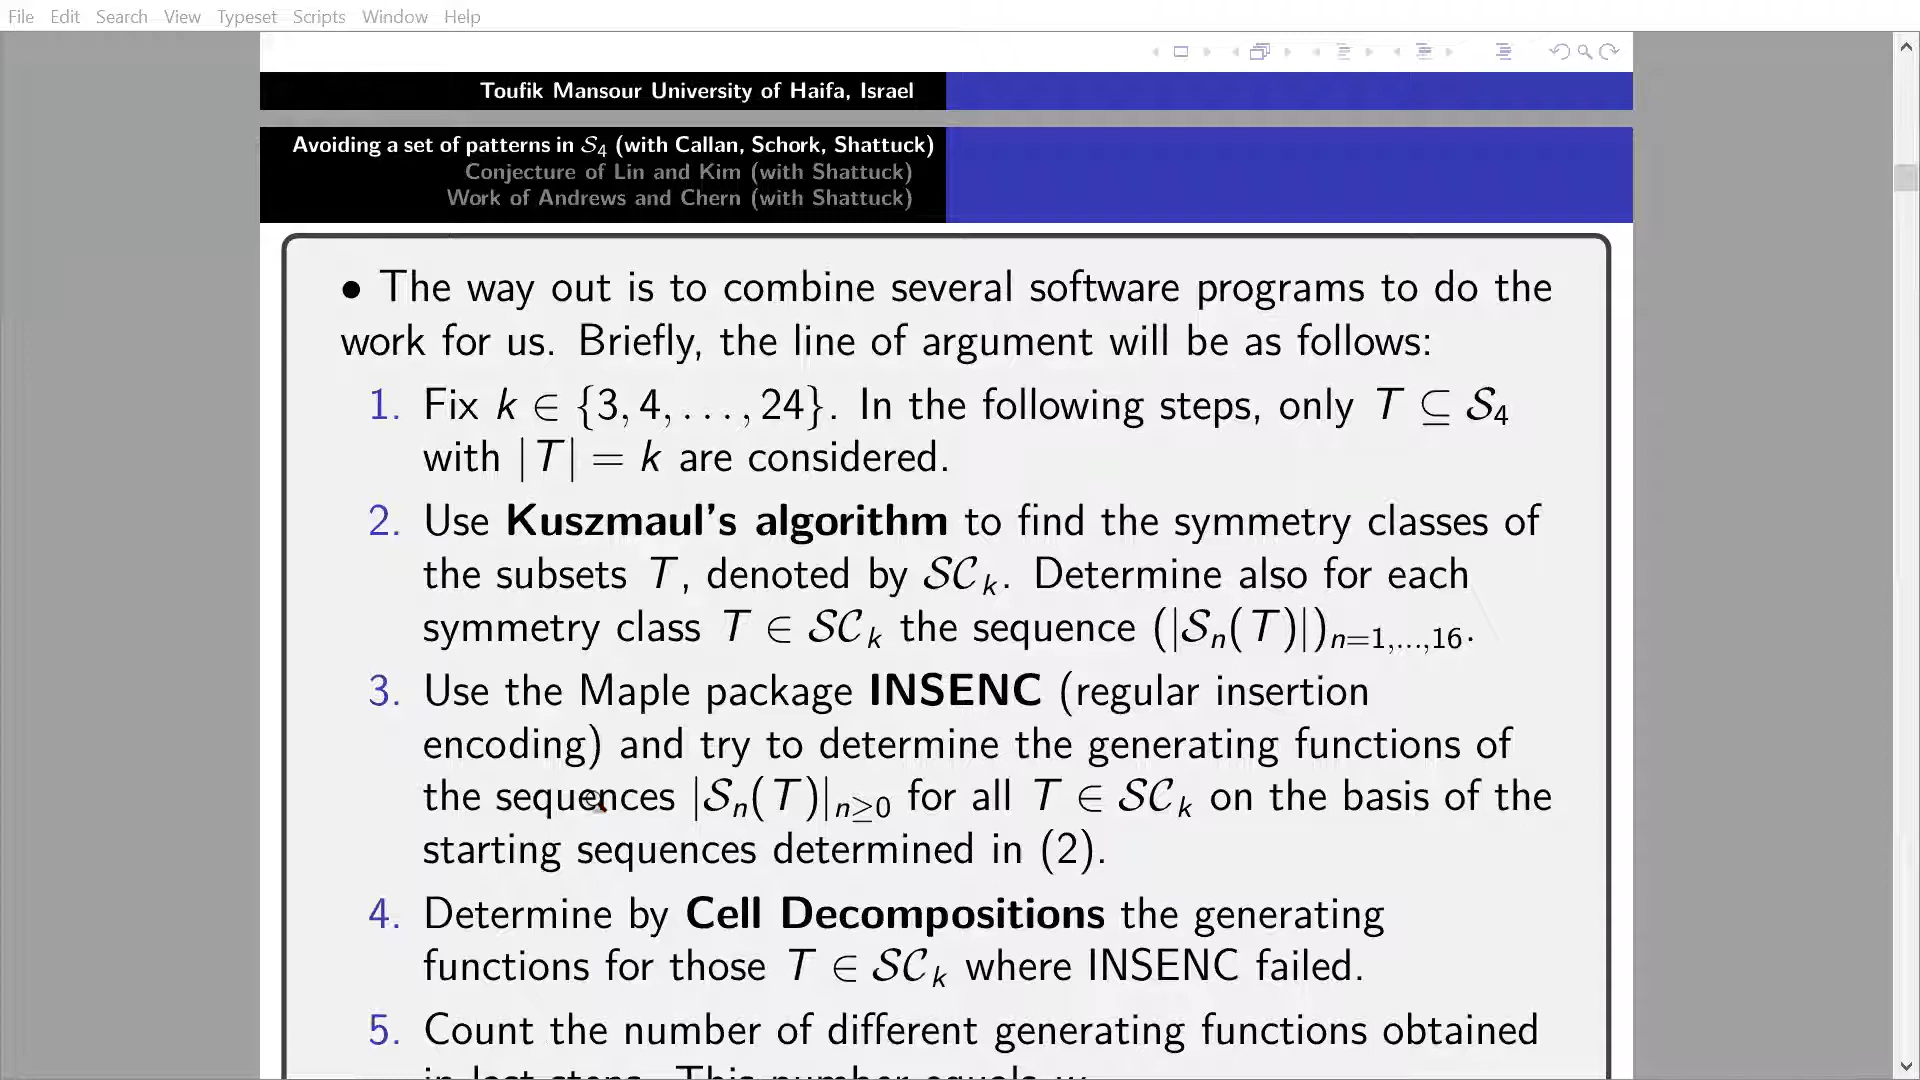 File Edit Search View Typeset Scripts Window Help
Toufik Mansour University of Haifa, Israel
Avoiding a set of patterns in 𝒮₄ (with Callan, Schork, Shattuck)
Conjecture of Lin and Kim (with Shattuck)
Work of Andrews and Chern (with Shattuck)
• The way out is to combine several software programs to do the
work for us. Briefly, the line of argument will be as follows:
1. Fix k ∈ {3, 4, . . . , 24}. In the following steps, only T ⊆ 𝒮₄
with |T| = k are considered.
2. Use Kuszmaul's algorithm to find the symmetry classes of
the subsets T, denoted by 𝒮𝒞ₖ. Determine also for each
symmetry class T ∈ 𝒮𝒞ₖ the sequence (|𝒮ₙ(T)|)ₙ₌₁,...,₁₆.
3. Use the Maple package INSENC (regular insertion
encoding) and try to determine the generating functions of
the sequences |𝒮ₙ(T)|ₙ≥₀ for all T ∈ 𝒮𝒞ₖ on the basis of the
starting sequences determined in (2).
4. Determine by Cell Decompositions the generating
functions for those T ∈ 𝒮𝒞ₖ where INSENC failed.
5. Count the number of different generating functions obtained
in last steps. This number equals w